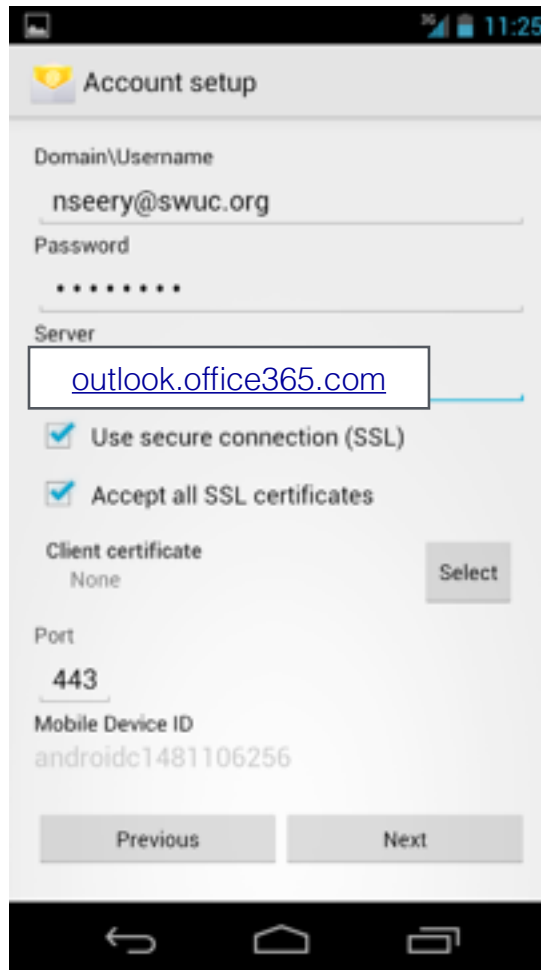 3G 11:25
Account setup
Domain\Username
nseery@swuc.org
Password
••••••••
Server
outlook.office365.com
Use secure connection (SSL)
Accept all SSL certificates
Client certificate
None
Select
Port
443
Mobile Device ID
androidc1481106256
Previous Next